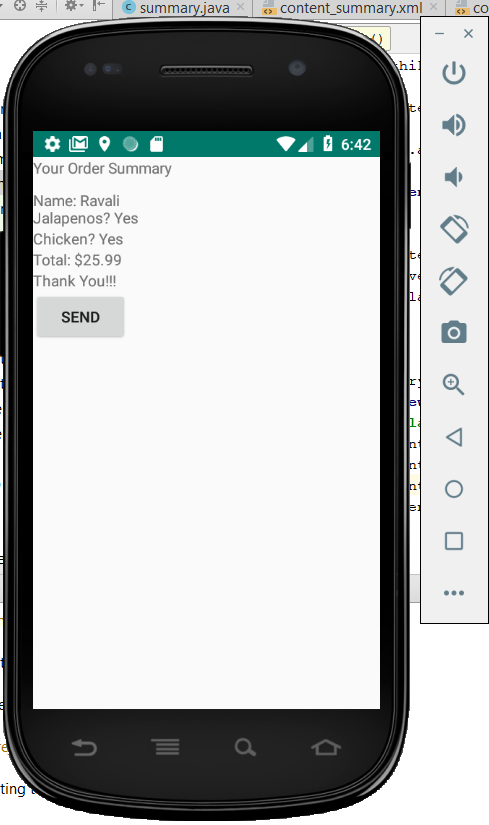 summary.java
content_summary.xml
6:42
Your Order Summary
Name: Ravali
Jalapenos? Yes
Chicken? Yes
Total: $25.99
Thank You!!!
SEND